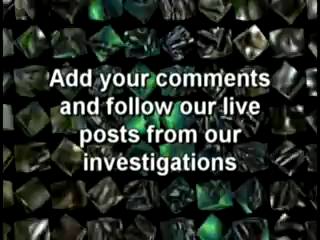 Add your comments
and follow our live
posts from our
investigations